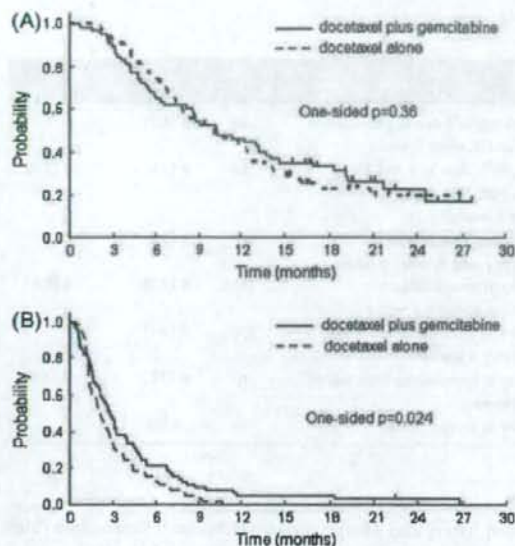 (A)
1.0
0.8
0.6
0.4
0.2
0.0
Probability
docetaxel plus gemcitabine
docetaxel alone
One-sided p=0.36
0 3 6 9 12 15 18 21 24 27 30
Time (months)
(B)
1.0
0.8
0.6
0.4
0.2
0.0
Probability
docetaxel plus gemcitabine
docetaxel alone
One-sided p=0.024
0 3 6 9 12 15 18 21 24 27 30
Time (months)